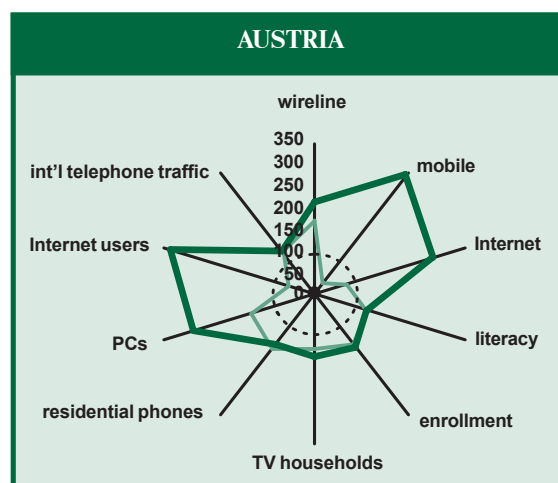 AUSTRIA
wireline
350
300
250
200
150
100
50
0
mobile
Internet
literacy
enrollment
TV households
residential phones
PCs
Internet users
int'l telephone traffic